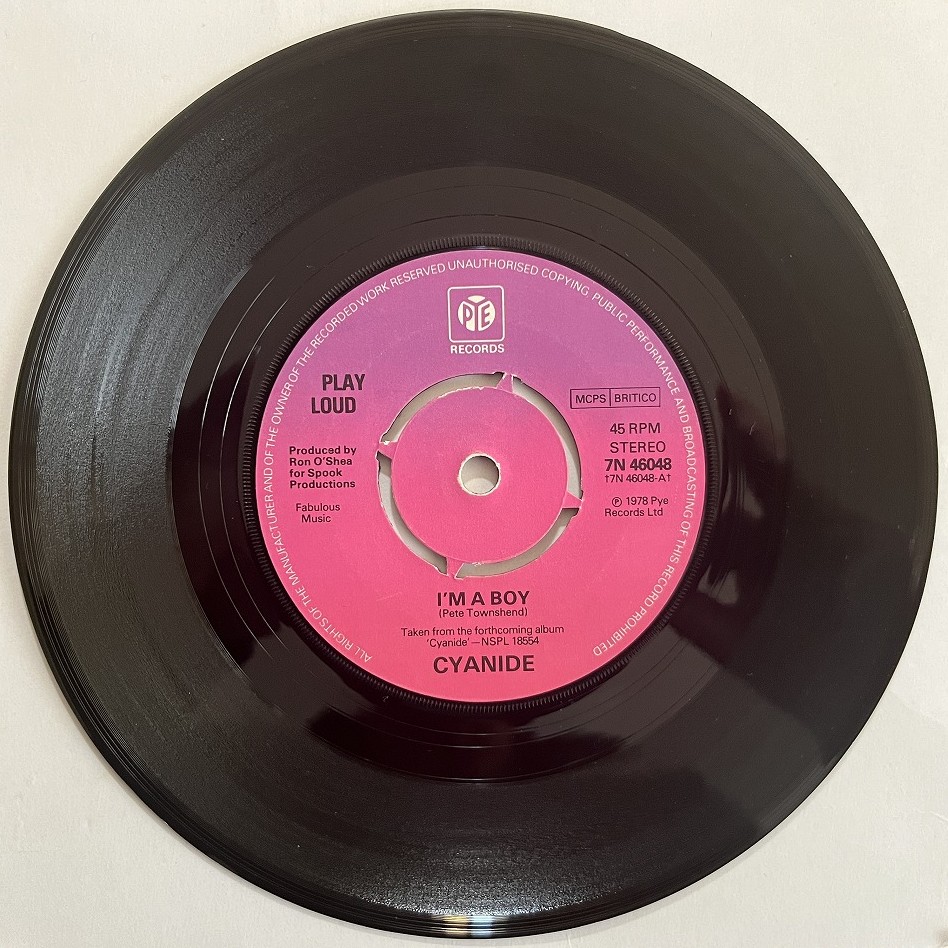 ALL RIGHTS OF THE MANUFACTURER AND OF THE OWNER OF THE RECORDED WORK RESERVED UNAUTHORISED COPYING, PUBLIC PERFORMANCE AND BROADCASTING OF THIS RECORD PROHIBITED
PYE
RECORDS
PLAY
LOUD
MCPS BRITICO
45 RPM
STEREO
7N 46048
†7N 46048-A†
Produced by
Ron O'Shea
for Spook
Productions
Fabulous
Music
℗ 1978 Pye
Records Ltd
I'M A BOY
(Pete Townshend)
Taken from the forthcoming album
'Cyanide'—NSPL 18554
CYANIDE